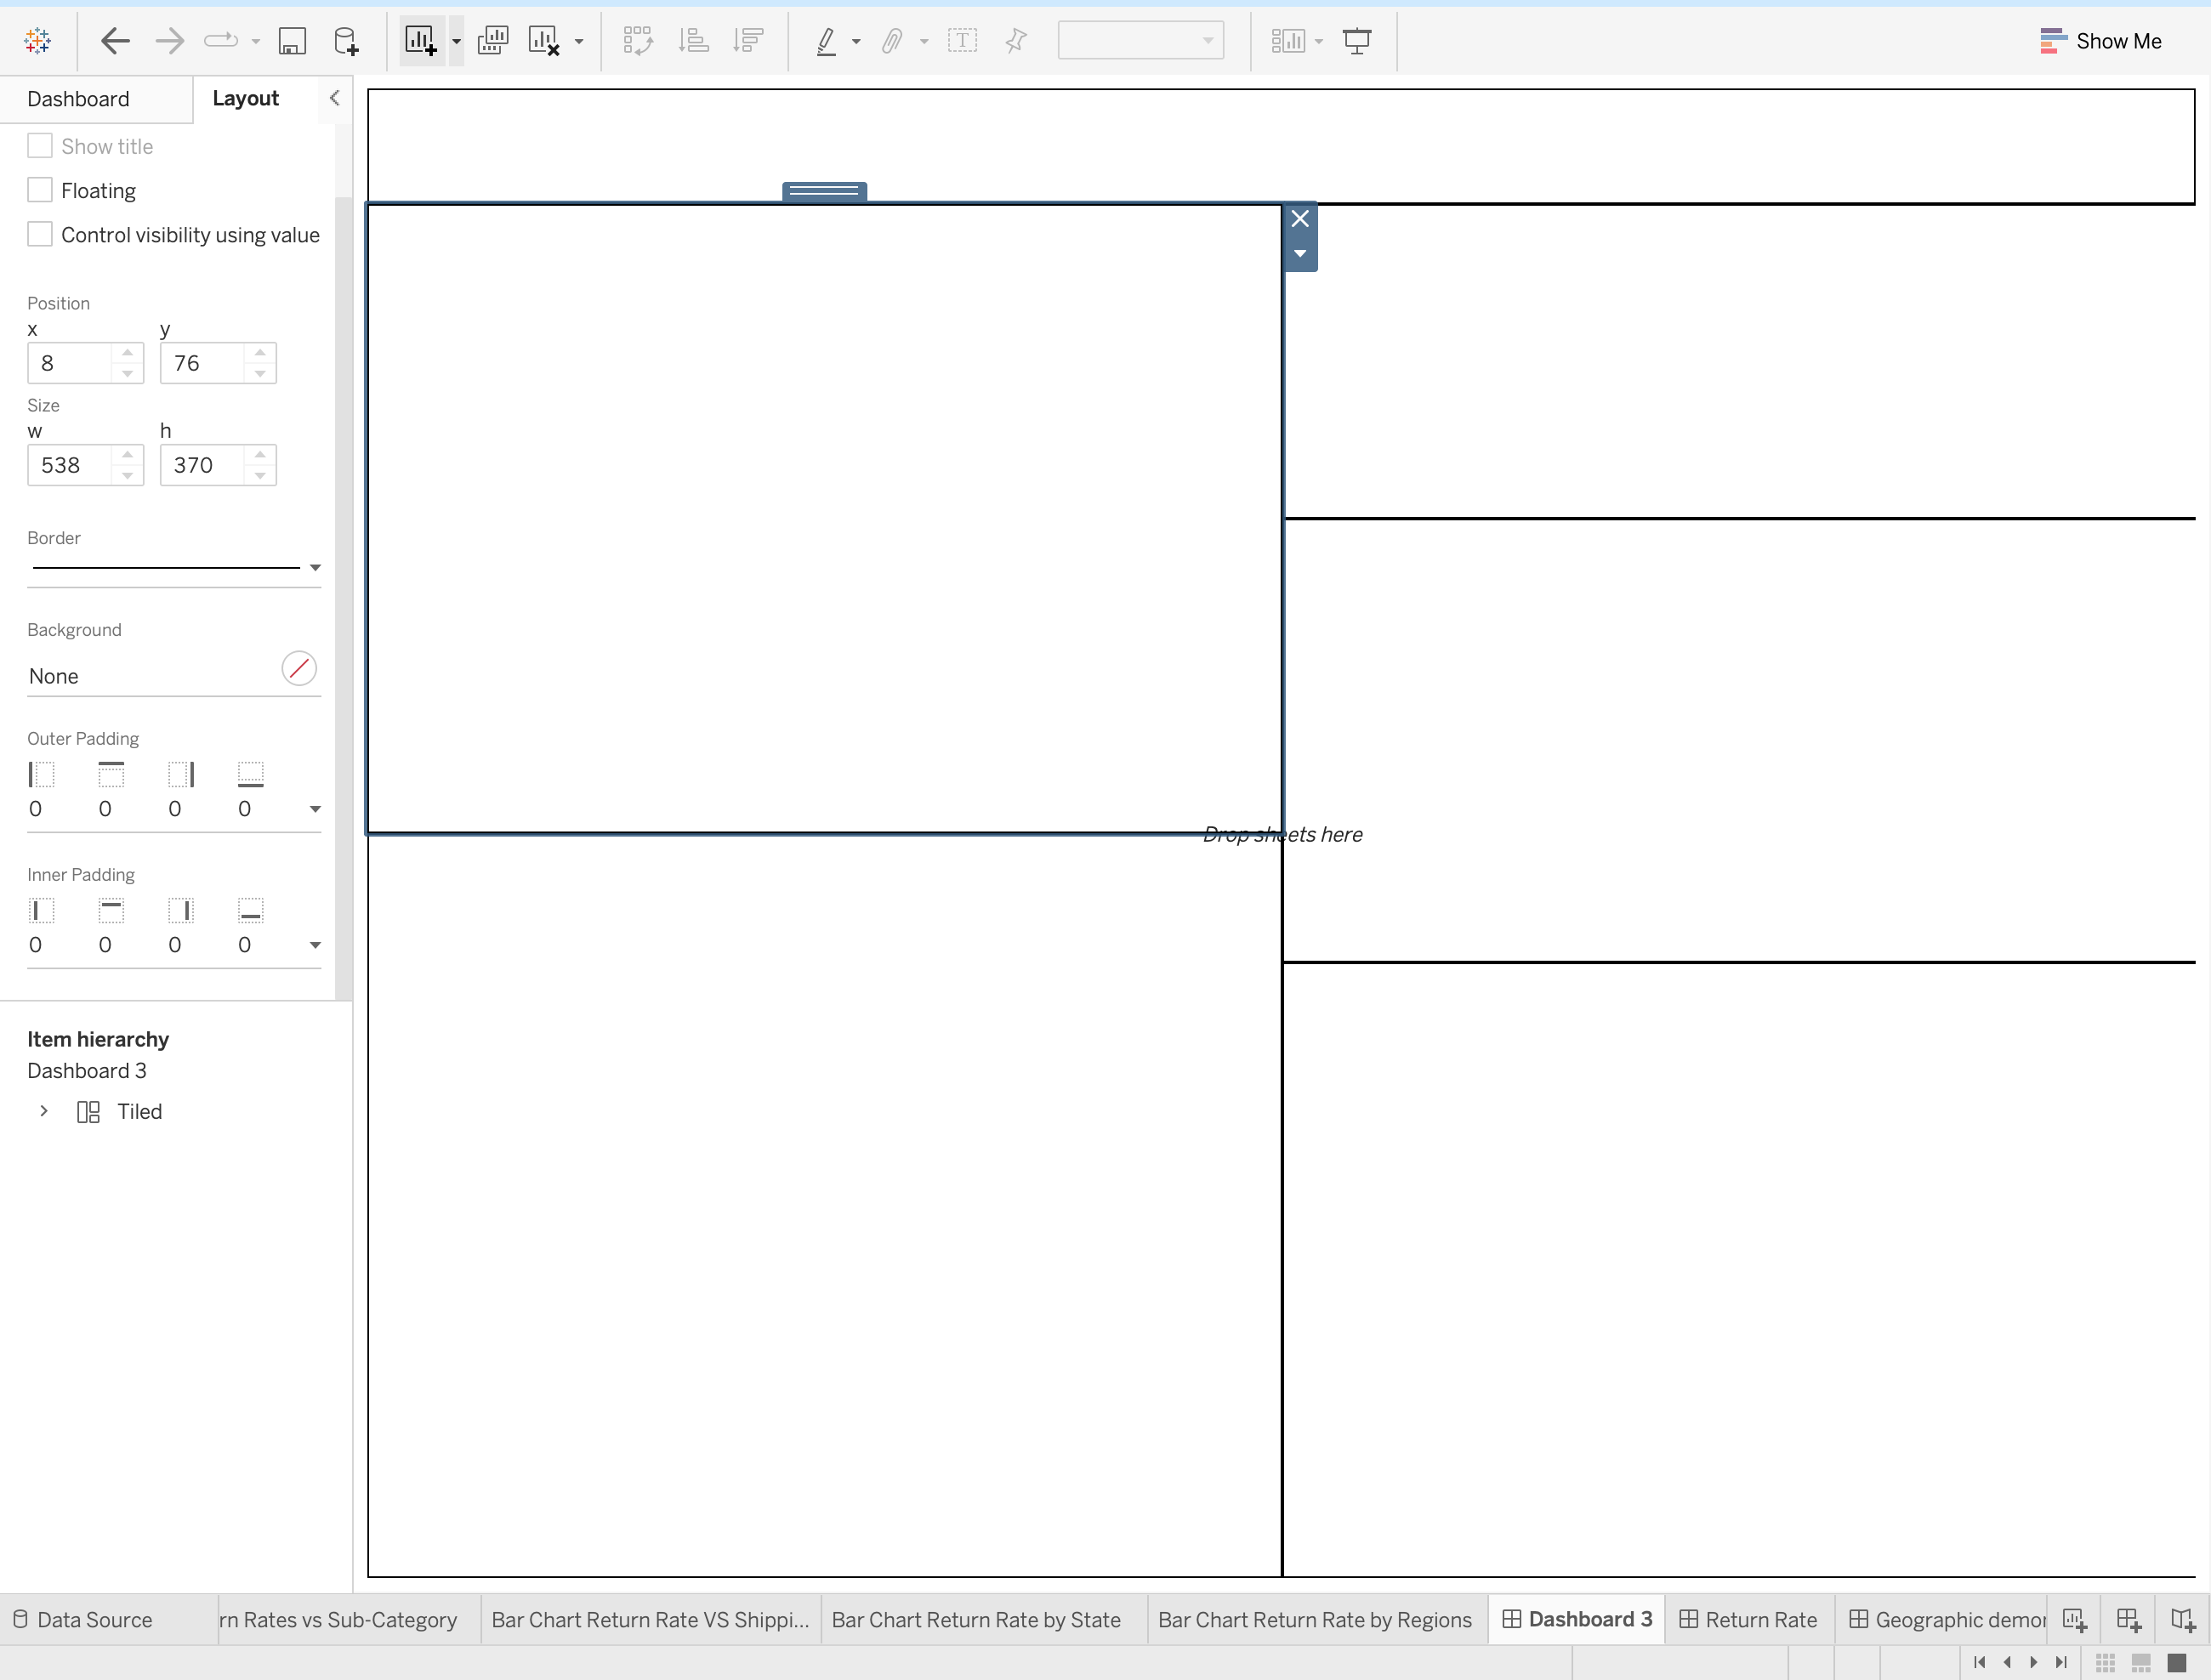 Show Me
Dashboard
Layout
Show title
Floating
Control visibility using value
Position
x
y
8
76
Size
w
h
538
370
Border
Background
None
Outer Padding
0 0 0 0
Inner Padding
0 0 0 0
Drop sheets here
Item hierarchy
Dashboard 3
Tiled
Data Source
rn Rates vs Sub-Category
Bar Chart Return Rate VS Shippi...
Bar Chart Return Rate by State
Bar Chart Return Rate by Regions
Dashboard 3
Return Rate
Geographic demor